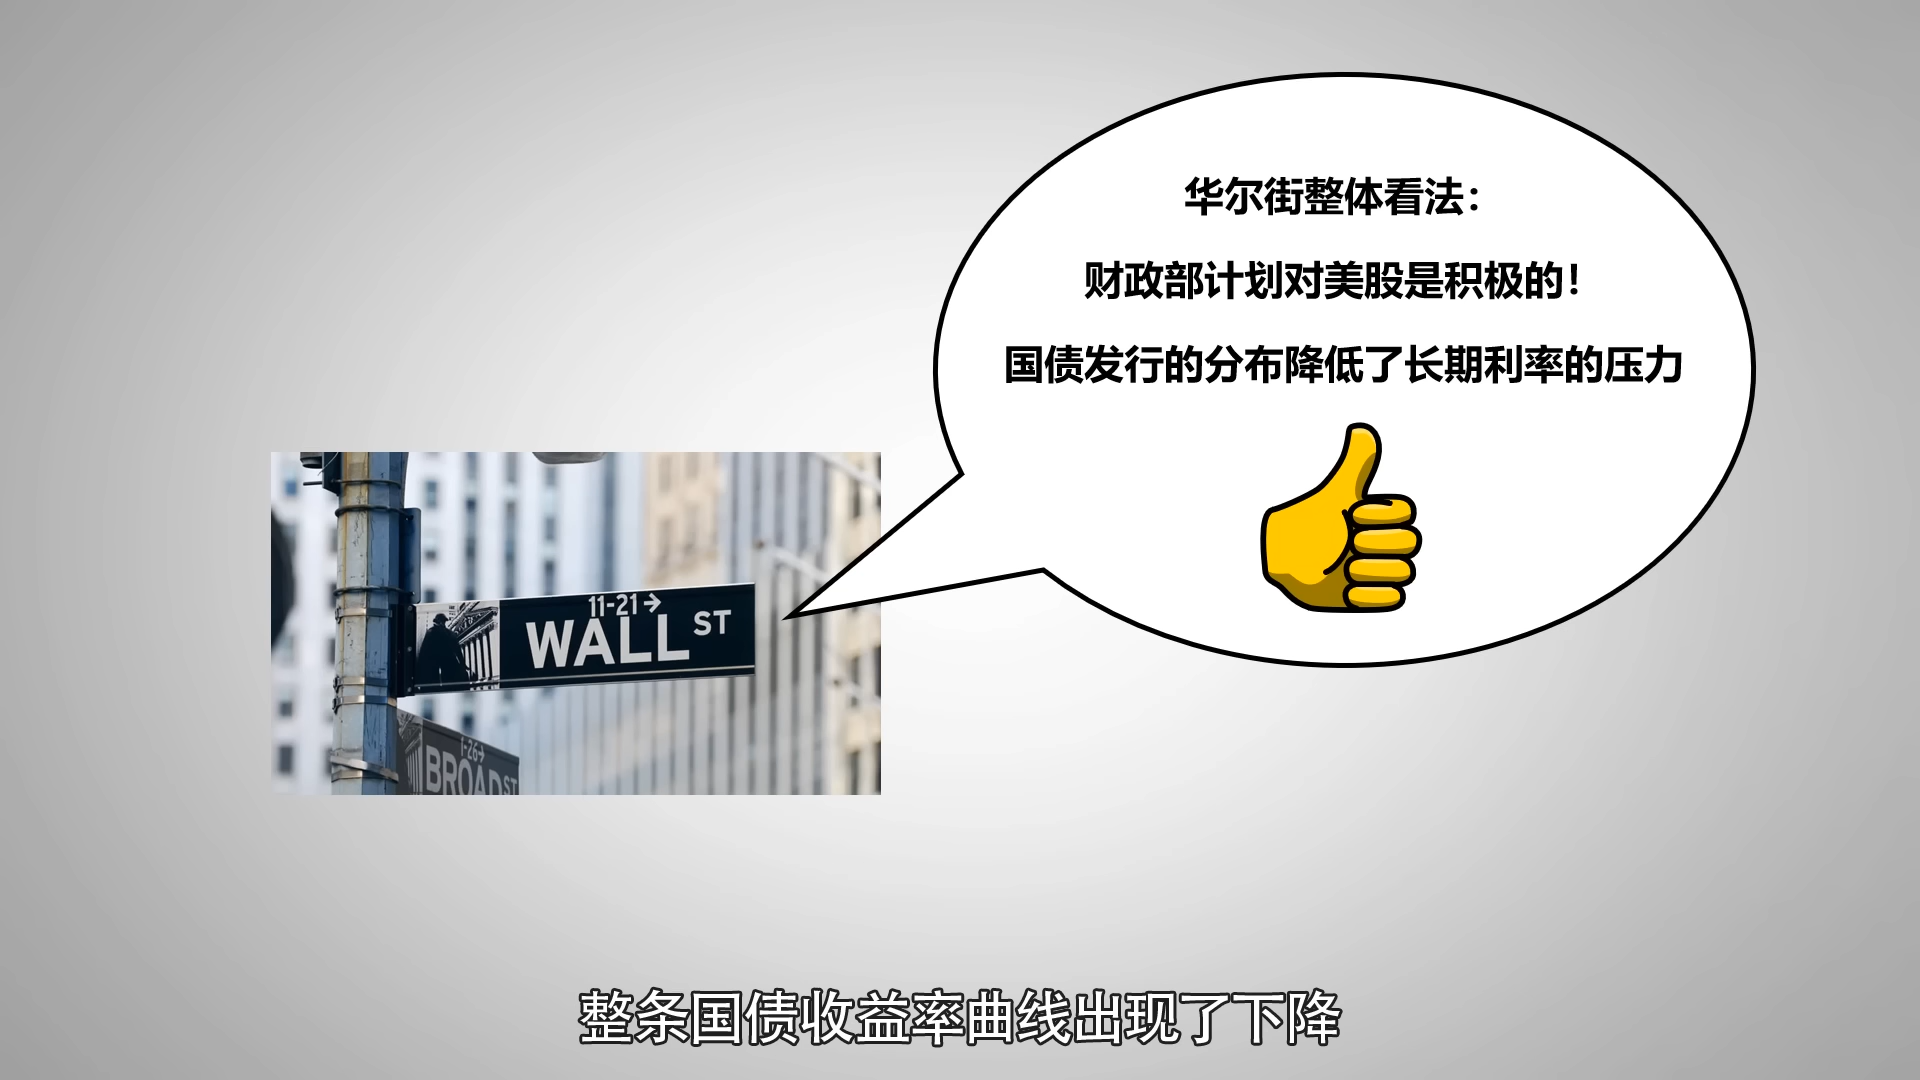 华尔街整体看法：
财政部计划对美股是积极的！
国债发行的分布降低了长期利率的压力
11-21→
WALL ST
1-26→
BROAD ST
整条国债收益率曲线出现了下降